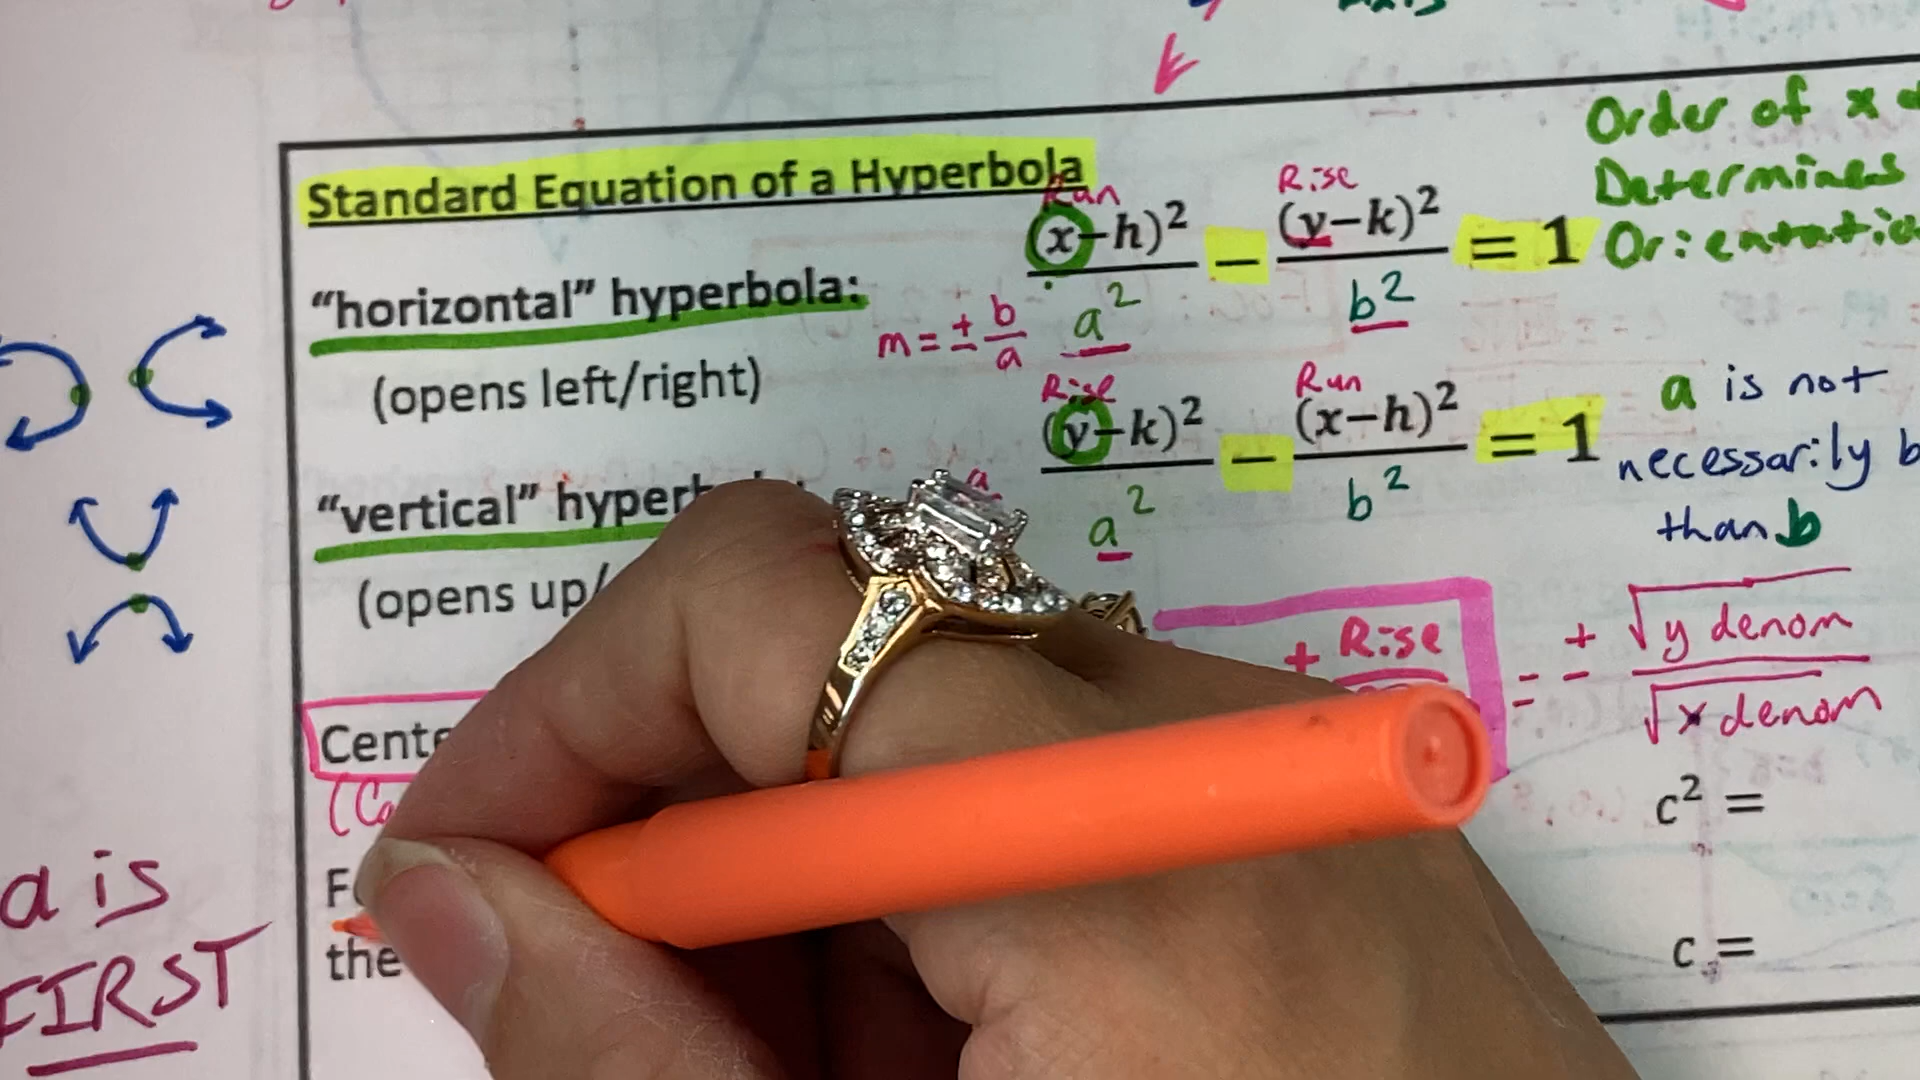 Order of x
Standard Equation of a Hyperbola
Run
Rise
Determines
(x-h)²
(y-k)²
− = 1
Orientation
"horizontal" hyperbola:
m = ± b/a
a²
b²
(opens left/right)
Rise
Run
a is not
(y-k)²
(x-h)²
− = 1
necessarily
"vertical"
a
a²
b²
than b
(opens up/
+ Rise
= ± √y denom
√x denom
c² =
a is
FIRST
the
c =